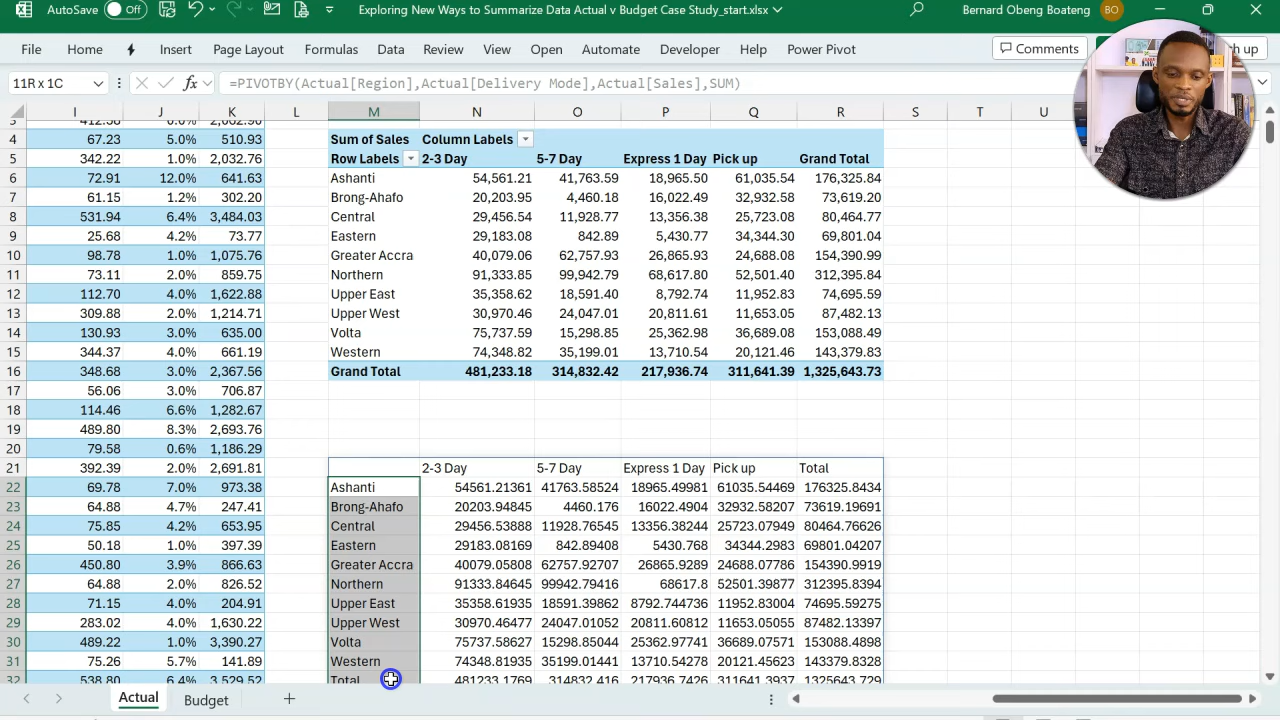 AutoSave Off Exploring New Ways to Summarize Data Actual v Budget Case Study_start.xlsx Bernard Obeng Boateng BO
File Home Insert Page Layout Formulas Data Review View Open Automate Developer Help Power Pivot Comments
11R x 1C fx =PIVOTBY(Actual[Region],Actual[Delivery Mode],Actual[Sales],SUM)
I J K L M N O P Q R S T U
4 67.23 5.0% 510.93 Sum of Sales Column Labels
5 342.22 1.0% 2,032.76 Row Labels 2-3 Day 5-7 Day Express 1 Day Pick up Grand Total
6 72.91 12.0% 641.63 Ashanti 54,561.21 41,763.59 18,965.50 61,035.54 176,325.84
7 61.15 1.2% 302.20 Brong-Ahafo 20,203.95 4,460.18 16,022.49 32,932.58 73,619.20
8 531.94 6.4% 3,484.03 Central 29,456.54 11,928.77 13,356.38 25,723.08 80,464.77
9 25.68 4.2% 73.77 Eastern 29,183.08 842.89 5,430.77 34,344.30 69,801.04
10 98.78 1.0% 1,075.76 Greater Accra 40,079.06 62,757.93 26,865.93 24,688.08 154,390.99
11 73.11 2.0% 859.75 Northern 91,333.85 99,942.79 68,617.80 52,501.40 312,395.84
12 112.70 4.0% 1,622.88 Upper East 35,358.62 18,591.40 8,792.74 11,952.83 74,695.59
13 309.88 2.0% 1,214.71 Upper West 30,970.46 24,047.01 20,811.61 11,653.05 87,482.13
14 130.93 3.0% 635.00 Volta 75,737.59 15,298.85 25,362.98 36,689.08 153,088.49
15 344.37 4.0% 661.19 Western 74,348.82 35,199.01 13,710.54 20,121.46 143,379.83
16 348.68 3.0% 2,367.56 Grand Total 481,233.18 314,832.42 217,936.74 311,641.39 1,325,643.73
17 56.06 3.0% 706.87
18 114.46 6.6% 1,282.67
19 489.80 8.3% 2,693.76
20 79.58 0.6% 1,186.29
21 392.39 2.0% 2,691.81 2-3 Day 5-7 Day Express 1 Day Pick up Total
22 69.78 7.0% 973.38 Ashanti 54561.21361 41763.58524 18965.49981 61035.54469 176325.8434
23 64.88 4.7% 247.41 Brong-Ahafo 20203.94845 4460.176 16022.4904 32932.58207 73619.19691
24 75.85 4.2% 653.95 Central 29456.53888 11928.76545 13356.38244 25723.07949 80464.76626
25 50.18 1.0% 397.39 Eastern 29183.08169 842.89408 5430.768 34344.2983 69801.04207
26 450.80 3.9% 866.63 Greater Accra 40079.05808 62757.92707 26865.9289 24688.07786 154390.9919
27 64.88 2.0% 826.52 Northern 91333.84645 99942.79416 68617.8 52501.39877 312395.8394
28 71.15 4.0% 204.91 Upper East 35358.61935 18591.39862 8792.744736 11952.83004 74695.59275
29 283.02 4.0% 1,630.22 Upper West 30970.46477 24047.01052 20811.60812 11653.05055 87482.13397
30 489.22 1.0% 3,390.27 Volta 75737.58627 15298.85044 25362.97741 36689.07571 153088.4898
31 75.26 5.7% 141.89 Western 74348.81935 35199.01441 13710.54278 20121.45623 143379.8328
32 538.80 6.4% 3,529.52 Total 481233.1769 314832.416 217936.7426 311641.3937 1325643.729
Actual Budget